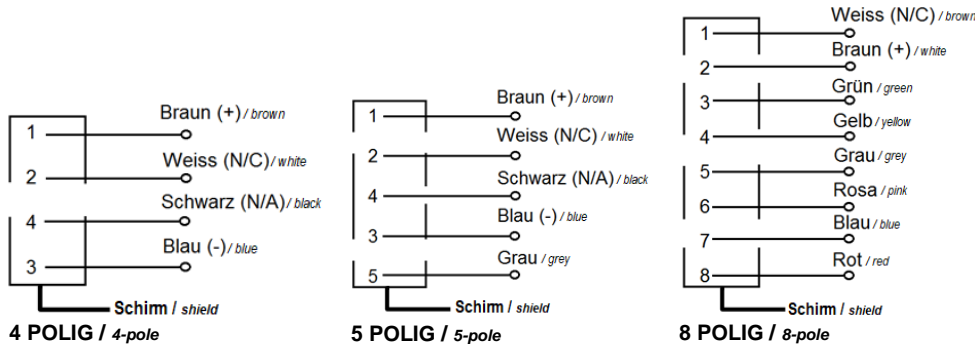 1 Braun (+) / brown
2 Weiss (N/C) / white
4 Schwarz (N/A) / black
3 Blau (-) / blue
Schirm / shield
4 POLIG / 4-pole
1 Braun (+) / brown
2 Weiss (N/C) / white
4 Schwarz (N/A) / black
3 Blau (-) / blue
5 Grau / grey
Schirm / shield
5 POLIG / 5-pole
1 Weiss (N/C) / brown
2 Braun (+) / white
3 Grün / green
4 Gelb / yellow
5 Grau / grey
6 Rosa / pink
7 Blau / blue
8 Rot / red
Schirm / shield
8 POLIG / 8-pole